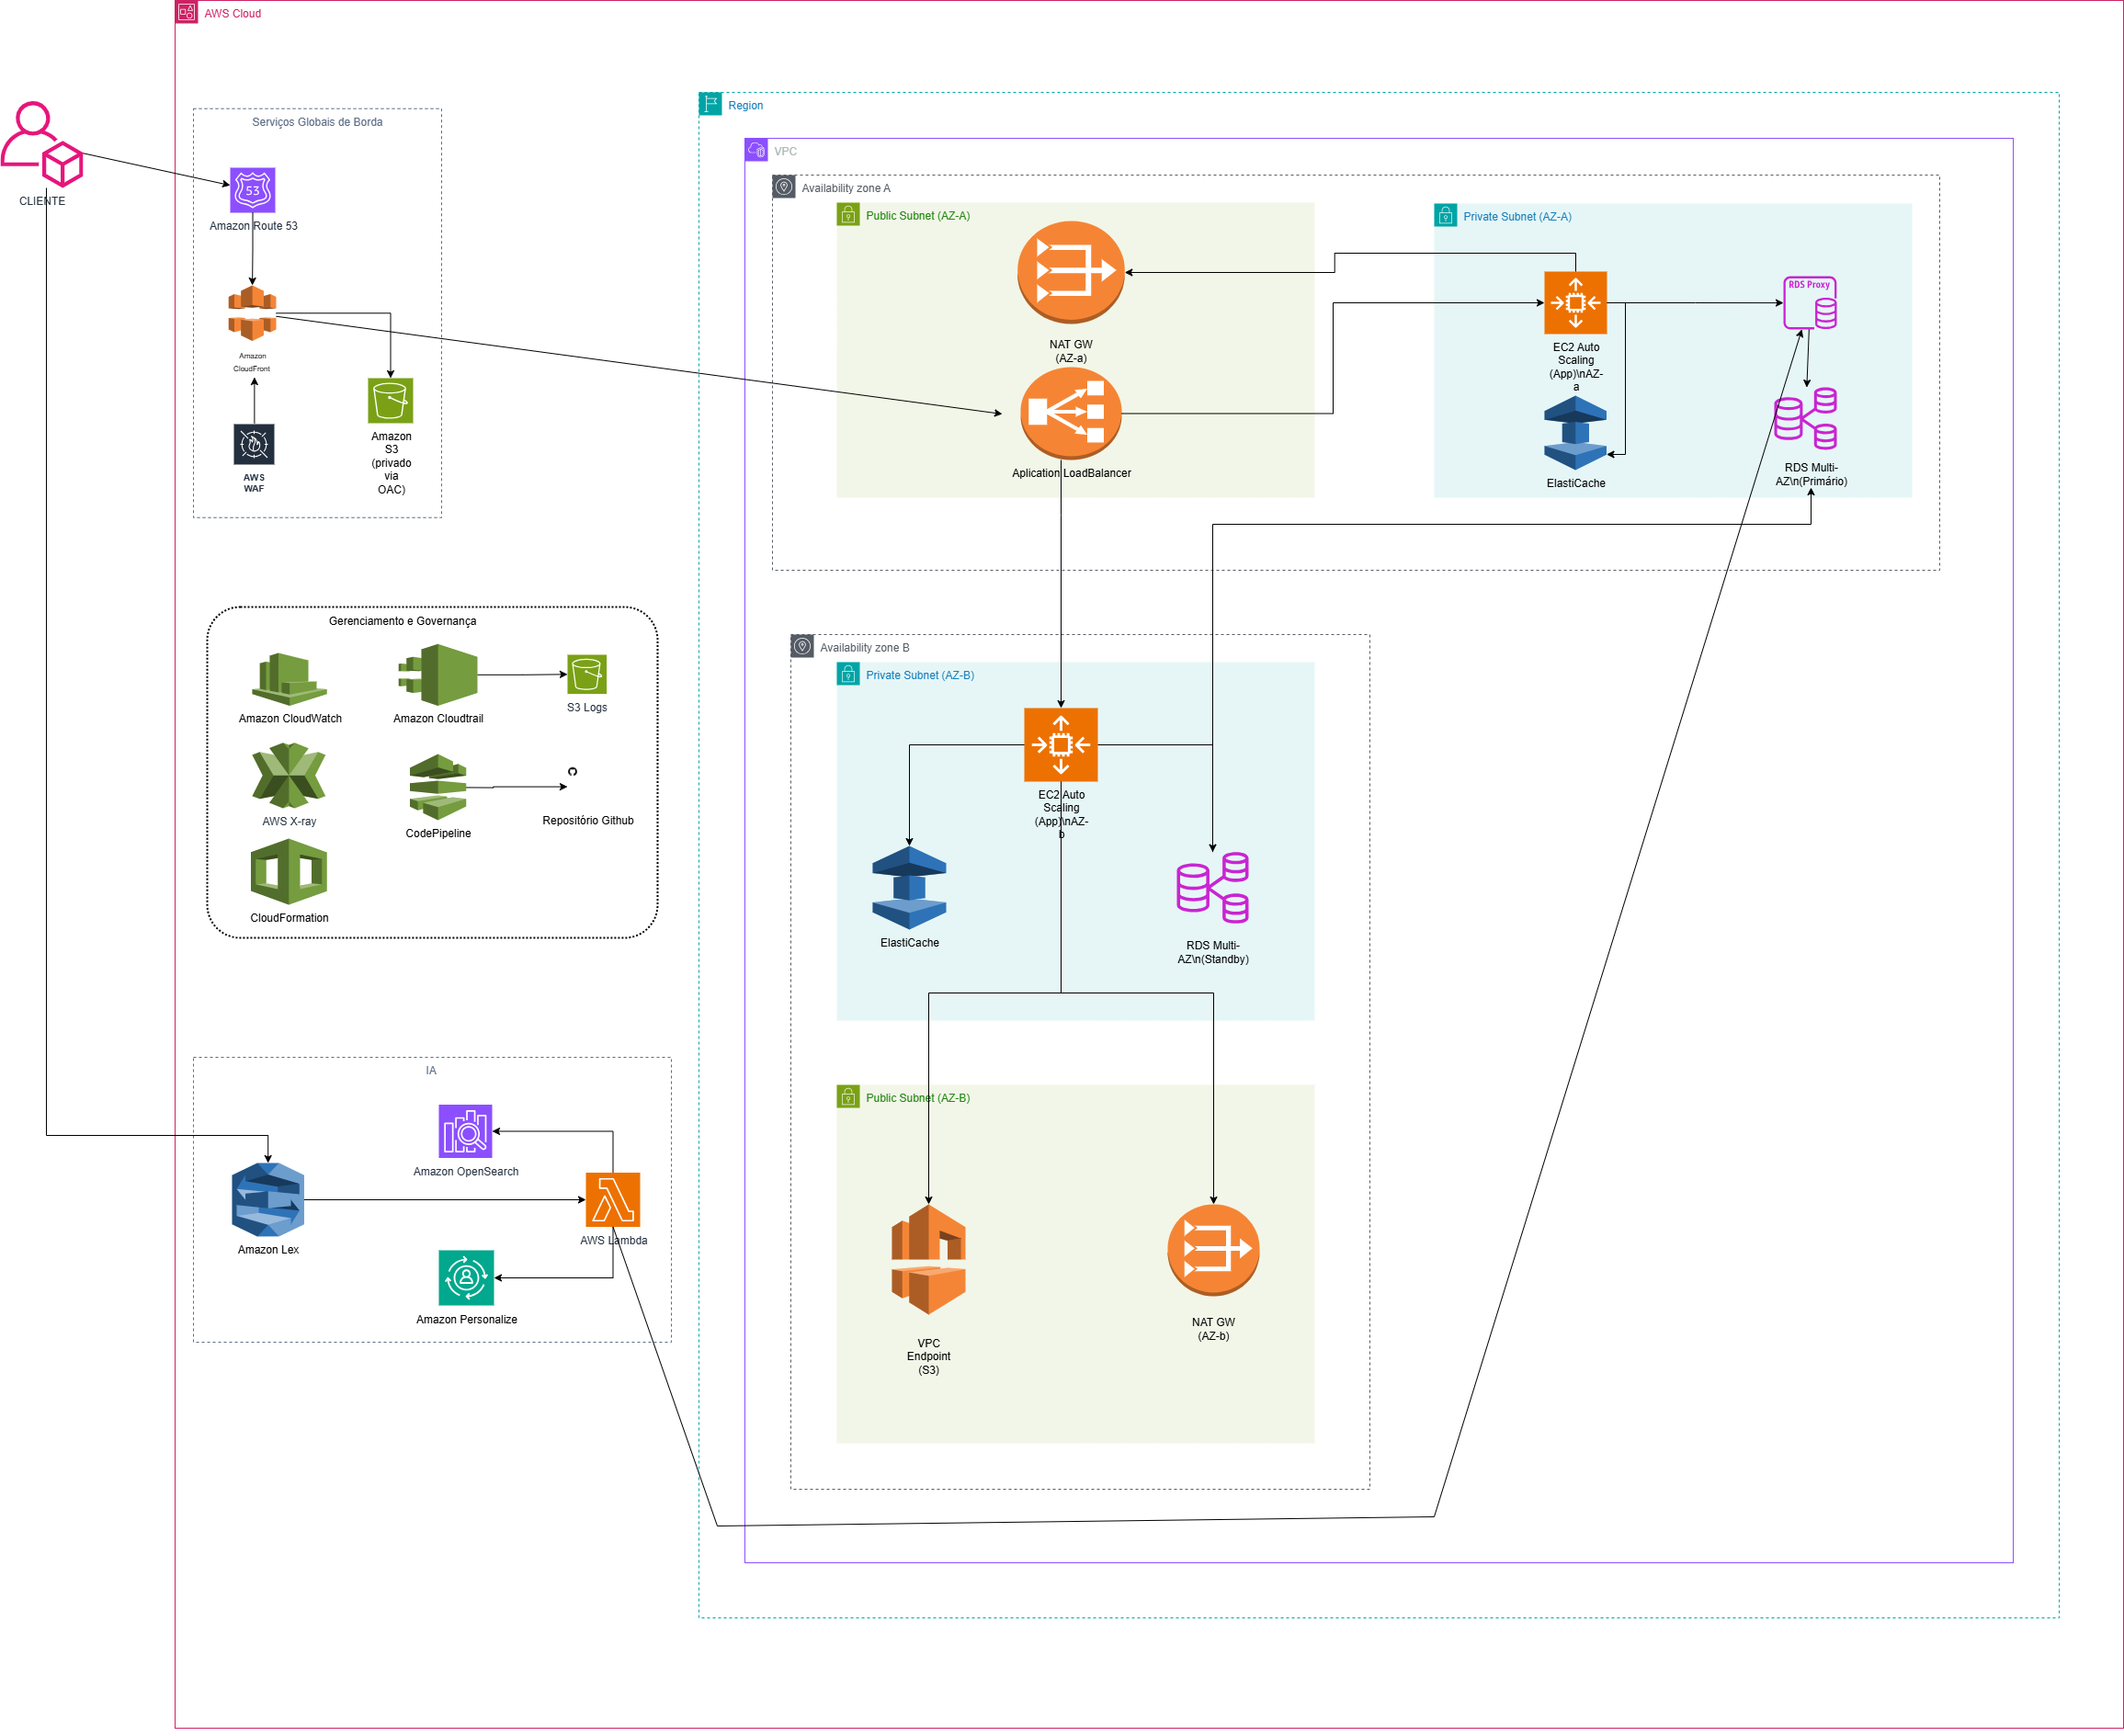 AWS Cloud
CLIENTE
Serviços Globais de Borda
53
Amazon Route 53
Amazon
CloudFront
AWS
WAF
Amazon
S3
(privado
via
OAC)
Region
VPC
Availability zone A
Public Subnet (AZ-A)
NAT GW
(AZ-a)
Aplication LoadBalancer
Private Subnet (AZ-A)
EC2 Auto
Scaling
(App)\nAZ-
a
ElastiCache
RDS Proxy
RDS Multi-
AZ\n(Primário)
Gerenciamento e Governança
Amazon CloudWatch
Amazon Cloudtrail
S3 Logs
AWS X-ray
CodePipeline
Repositório Github
CloudFormation
Availability zone B
Private Subnet (AZ-B)
EC2 Auto
Scaling
(App)\nAZ-
b
ElastiCache
RDS Multi-
AZ\n(Standby)
Public Subnet (AZ-B)
VPC
Endpoint
(S3)
NAT GW
(AZ-b)
IA
Amazon OpenSearch
Amazon Lex
AWS Lambda
Amazon Personalize